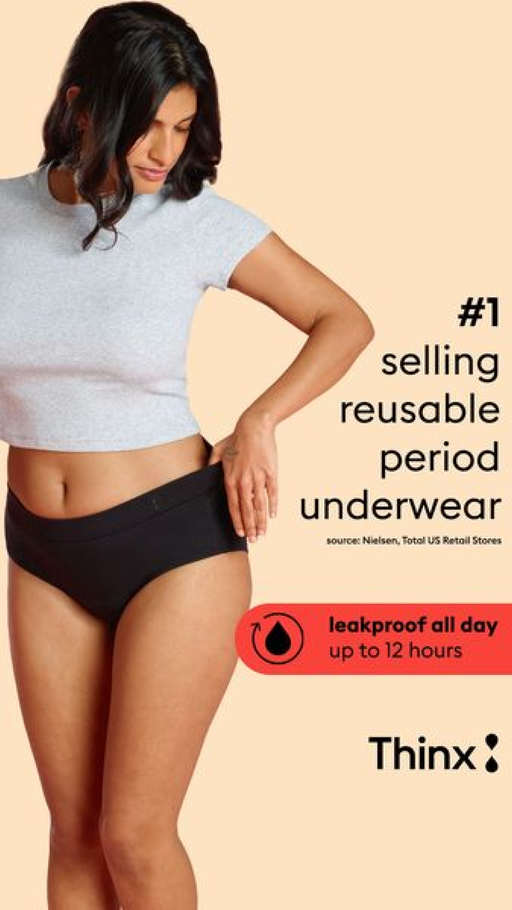 #1
selling
reusable
period
underwear
source: Nielsen, Total US Retail Stores
leakproof all day
up to 12 hours
Thinx